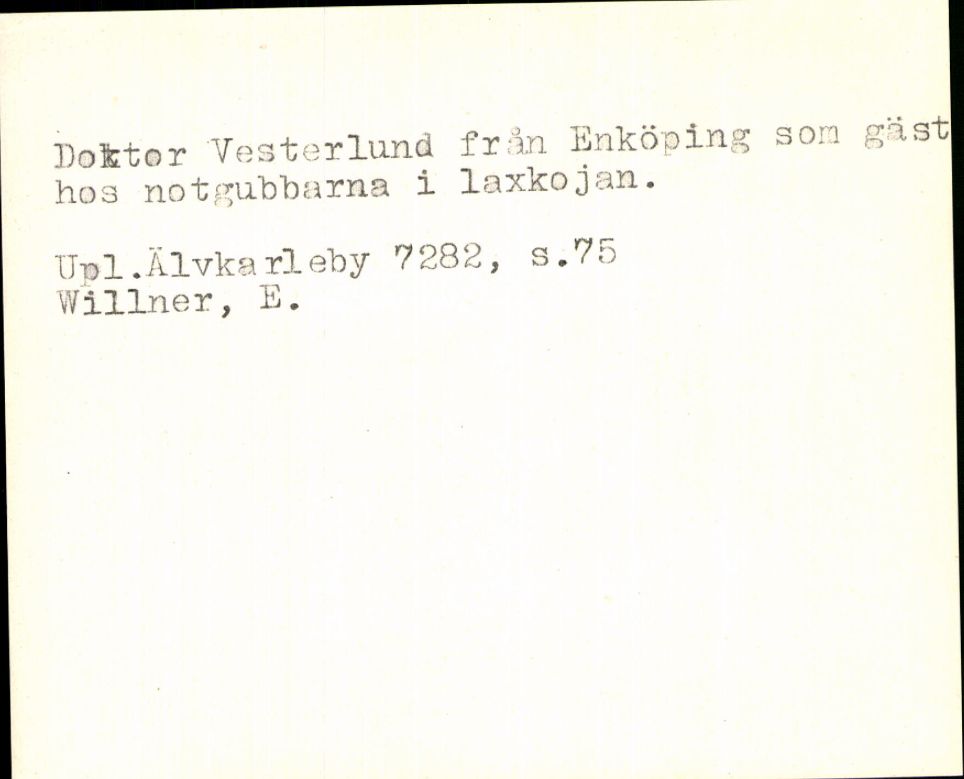 Doktor Vesterlund från Enköping som gäst
hos notgubbarna i laxkojan.
Upl.Älvkarleby 7282, s.75
Willner, E.